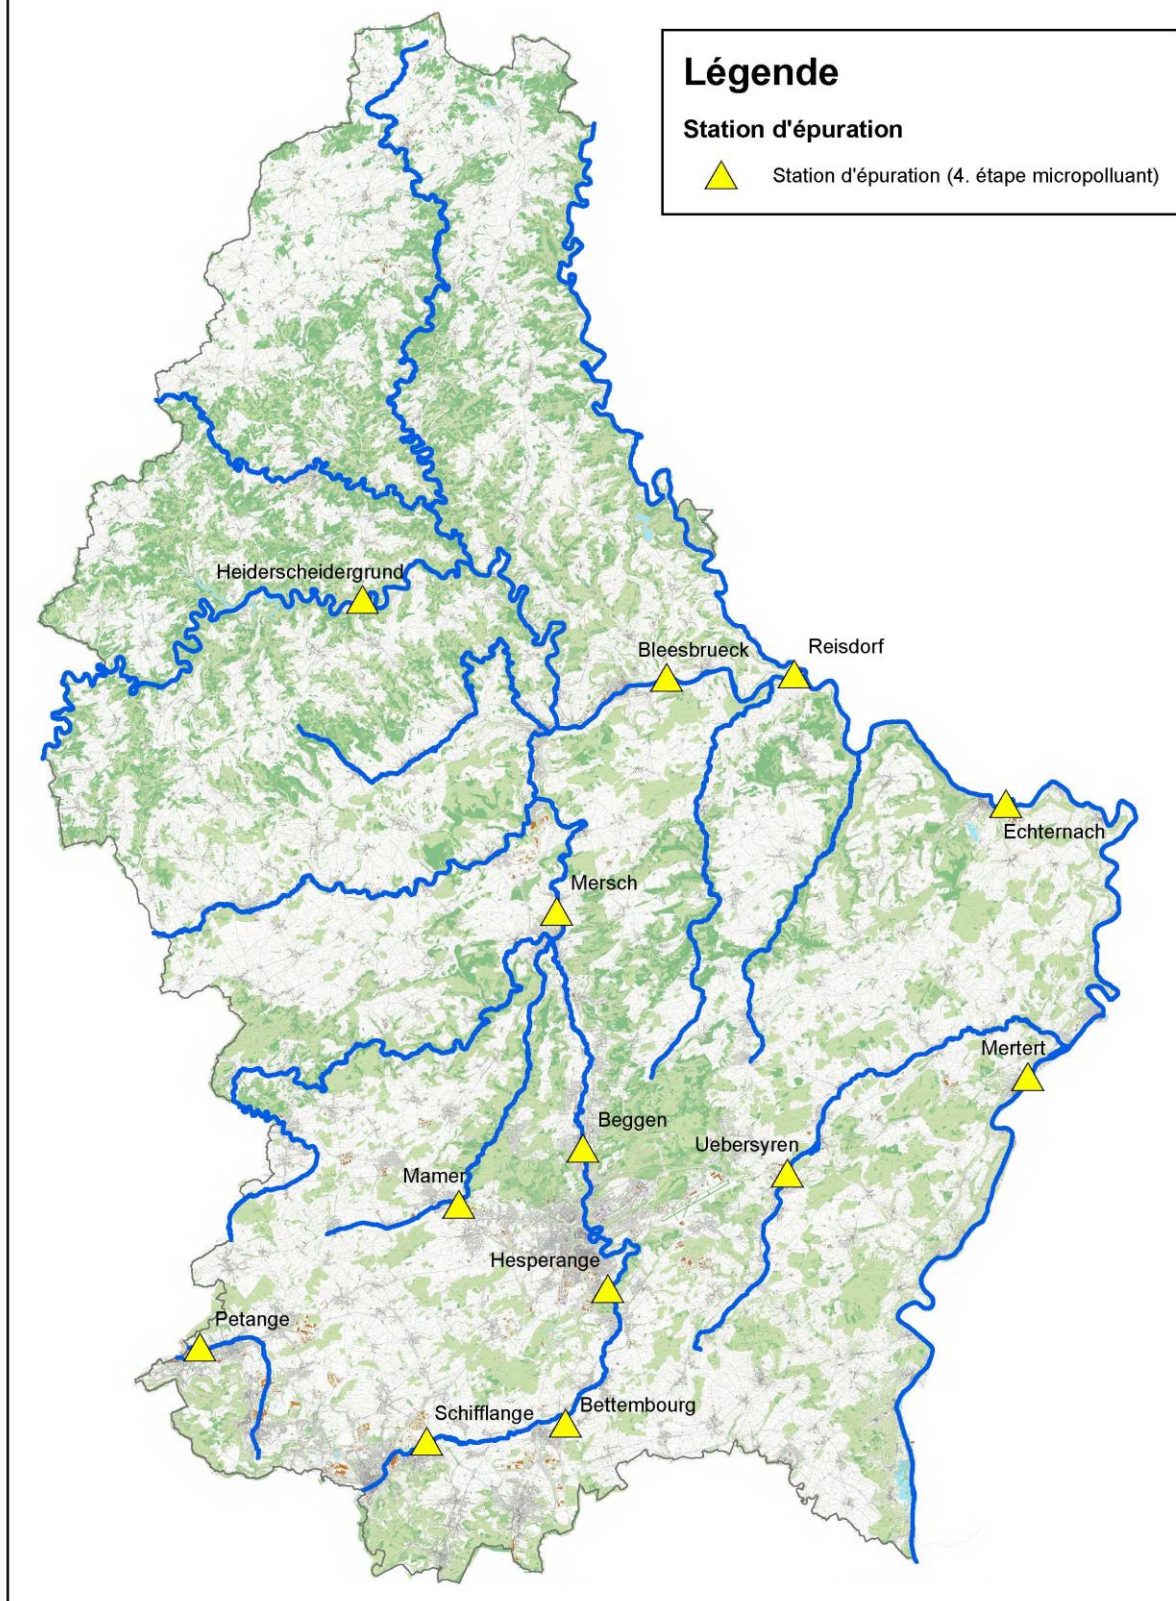 Légende
Station d'épuration
Station d'épuration (4. étape micropolluant)
Heiderscheidergrund
Bleesbrueck
Reisdorf
Echternach
Mersch
Mertert
Beggen
Uebersyren
Mamer
Hesperange
Petange
Schifflange
Bettembourg